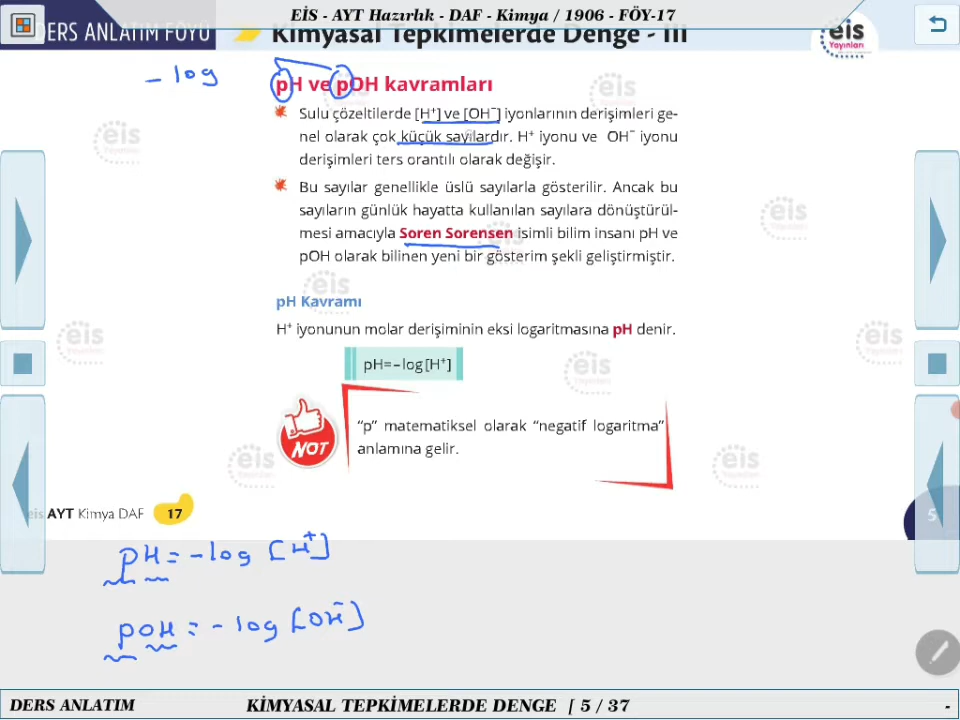 EİS - AYT Hazırlık - DAF - Kimya / 1906 - FÖY-17
DERS ANLATIM FÖYÜ
Kimyasal Tepkimelerde Denge - III
eis
Yayınları
- log
pH ve pOH kavramları
Sulu çözeltilerde [H⁺] ve [OH⁻] iyonlarının derişimleri ge-
nel olarak çok küçük sayılardır. H⁺ iyonu ve OH⁻ iyonu
derişimleri ters orantılı olarak değişir.
Bu sayılar genellikle üslü sayılarla gösterilir. Ancak bu
sayıların günlük hayatta kullanılan sayılara dönüştürül-
mesi amacıyla Soren Sorensen isimli bilim insanı pH ve
pOH olarak bilinen yeni bir gösterim şekli geliştirmiştir.
pH Kavramı
H⁺ iyonunun molar derişiminin eksi logaritmasına pH denir.
pH=–log[H⁺]
NOT
“p” matematiksel olarak “negatif logaritma”
anlamına gelir.
eis AYT Kimya DAF 17
5
pH = -log [H⁺]
pOH = - log [OH⁻]
DERS ANLATIM KİMYASAL TEPKİMELERDE DENGE [ 5 / 37 -